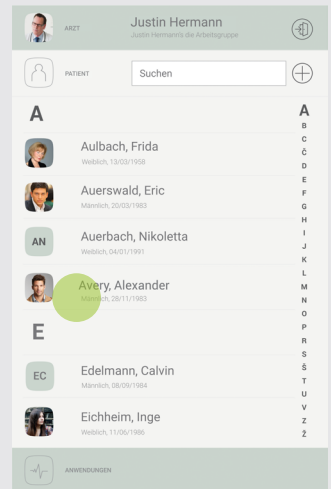 ARZT
Justin Hermann
Justin Hermann's die Arbeitsgruppe
PATIENT
Suchen
A
Aulbach, Frida
Weiblich, 13/03/1958
Auerswald, Eric
Männlich, 20/03/1983
AN
Auerbach, Nikoletta
Weiblich, 04/01/1991
Avery, Alexander
Männlich, 28/11/1983
E
EC
Edelmann, Calvin
Männlich, 08/09/1984
Eichheim, Inge
Weiblich, 11/06/1986
A
B
C
Č
D
E
F
G
H
I
J
K
L
M
N
O
P
R
S
Š
T
U
V
Z
Ž
ANWENDUNGEN